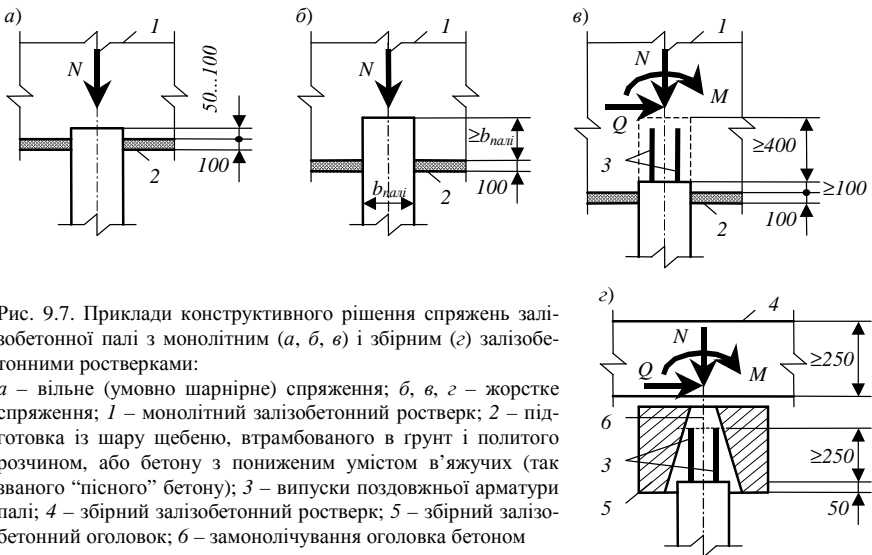 а)
1
N
50...100
100
2
б)
1
N
≥bпалі
bпалі
100
2
в)
1
N
M
Q
3
≥400
≥100
100
2
Рис. 9.7. Приклади конструктивного рішення спряжень залі-
зобетонної палі з монолітним (а, б, в) і збірним (г) залізобе-
тонними ростверками:
а – вільне (умовно шарнірне) спряження; б, в, г – жорстке
спряження; 1 – монолітний залізобетонний ростверк; 2 – під-
готовка із шару щебеню, втрамбованого в ґрунт і политого
розчином, або бетону з пониженим умістом в’яжучих (так
званого “пісного” бетону); 3 – випуски поздовжньої арматури
палі; 4 – збірний залізобетонний ростверк; 5 – збірний залізо-
бетонний оголовок; 6 – замонолічування оголовка бетоном
г)
4
N
Q
M
≥250
6
3
≥250
5
50